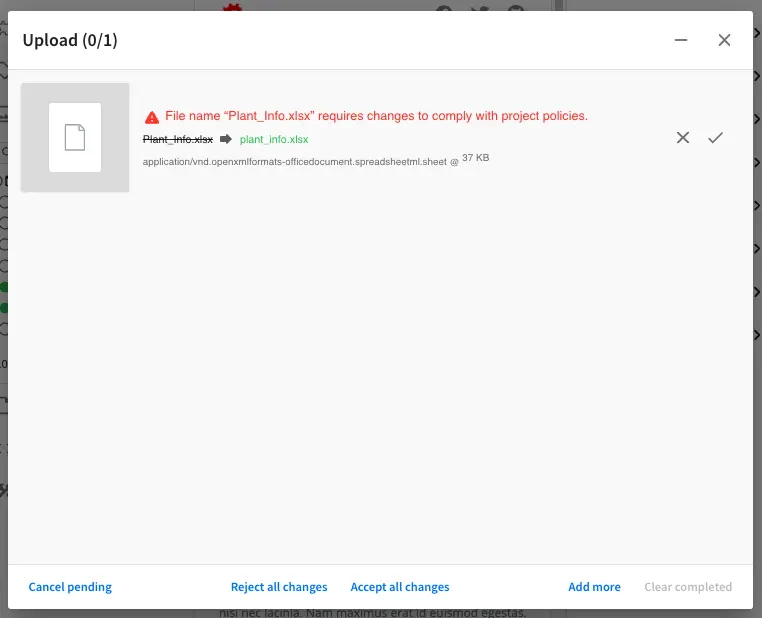 Upload (0/1)
File name “Plant_Info.xlsx” requires changes to comply with project policies.
Plant_Info.xlsx plant_info.xlsx
application/vnd.openxmlformats-officedocument.spreadsheetml.sheet @ 37 KB
Cancel pending Reject all changes Accept all changes Add more Clear completed
nisi nec lacinia. Nam maximus erat id euismod egestas.